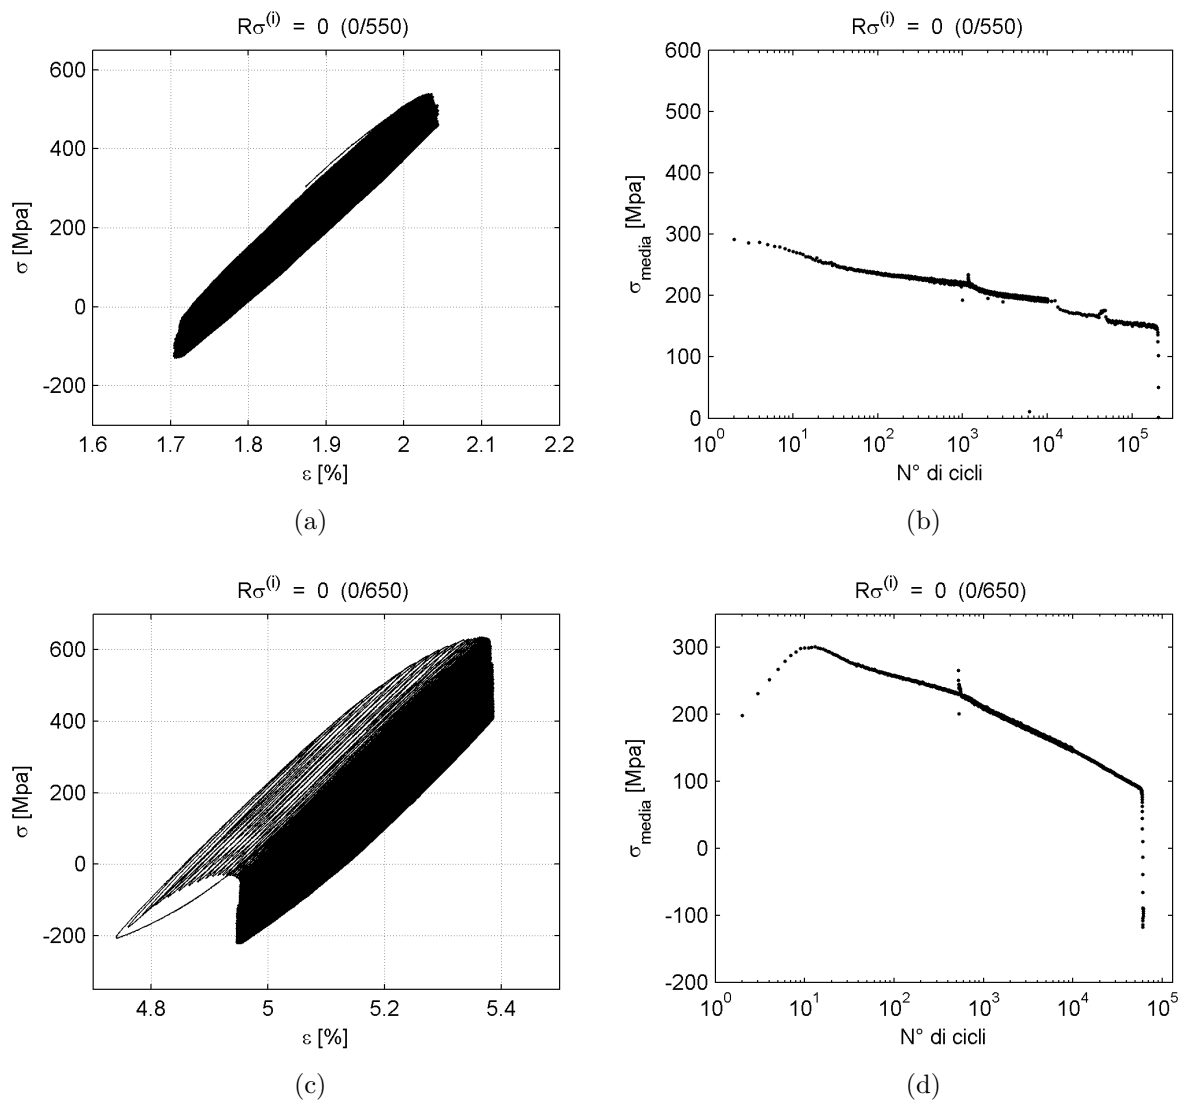 Rσ(i) = 0 (0/550)
σ [Mpa]
600
400
200
0
-200
1.6 1.7 1.8 1.9 2 2.1 2.2
ε [%]
(a)
Rσ(i) = 0 (0/550)
σmedia [Mpa]
600
500
400
300
200
100
0
10^0 10^1 10^2 10^3 10^4 10^5
N° di cicli
(b)
Rσ(i) = 0 (0/650)
σ [Mpa]
600
400
200
0
-200
4.8 5 5.2 5.4
ε [%]
(c)
Rσ(i) = 0 (0/650)
σmedia [Mpa]
300
200
100
0
-100
-200
10^0 10^1 10^2 10^3 10^4 10^5
N° di cicli
(d)